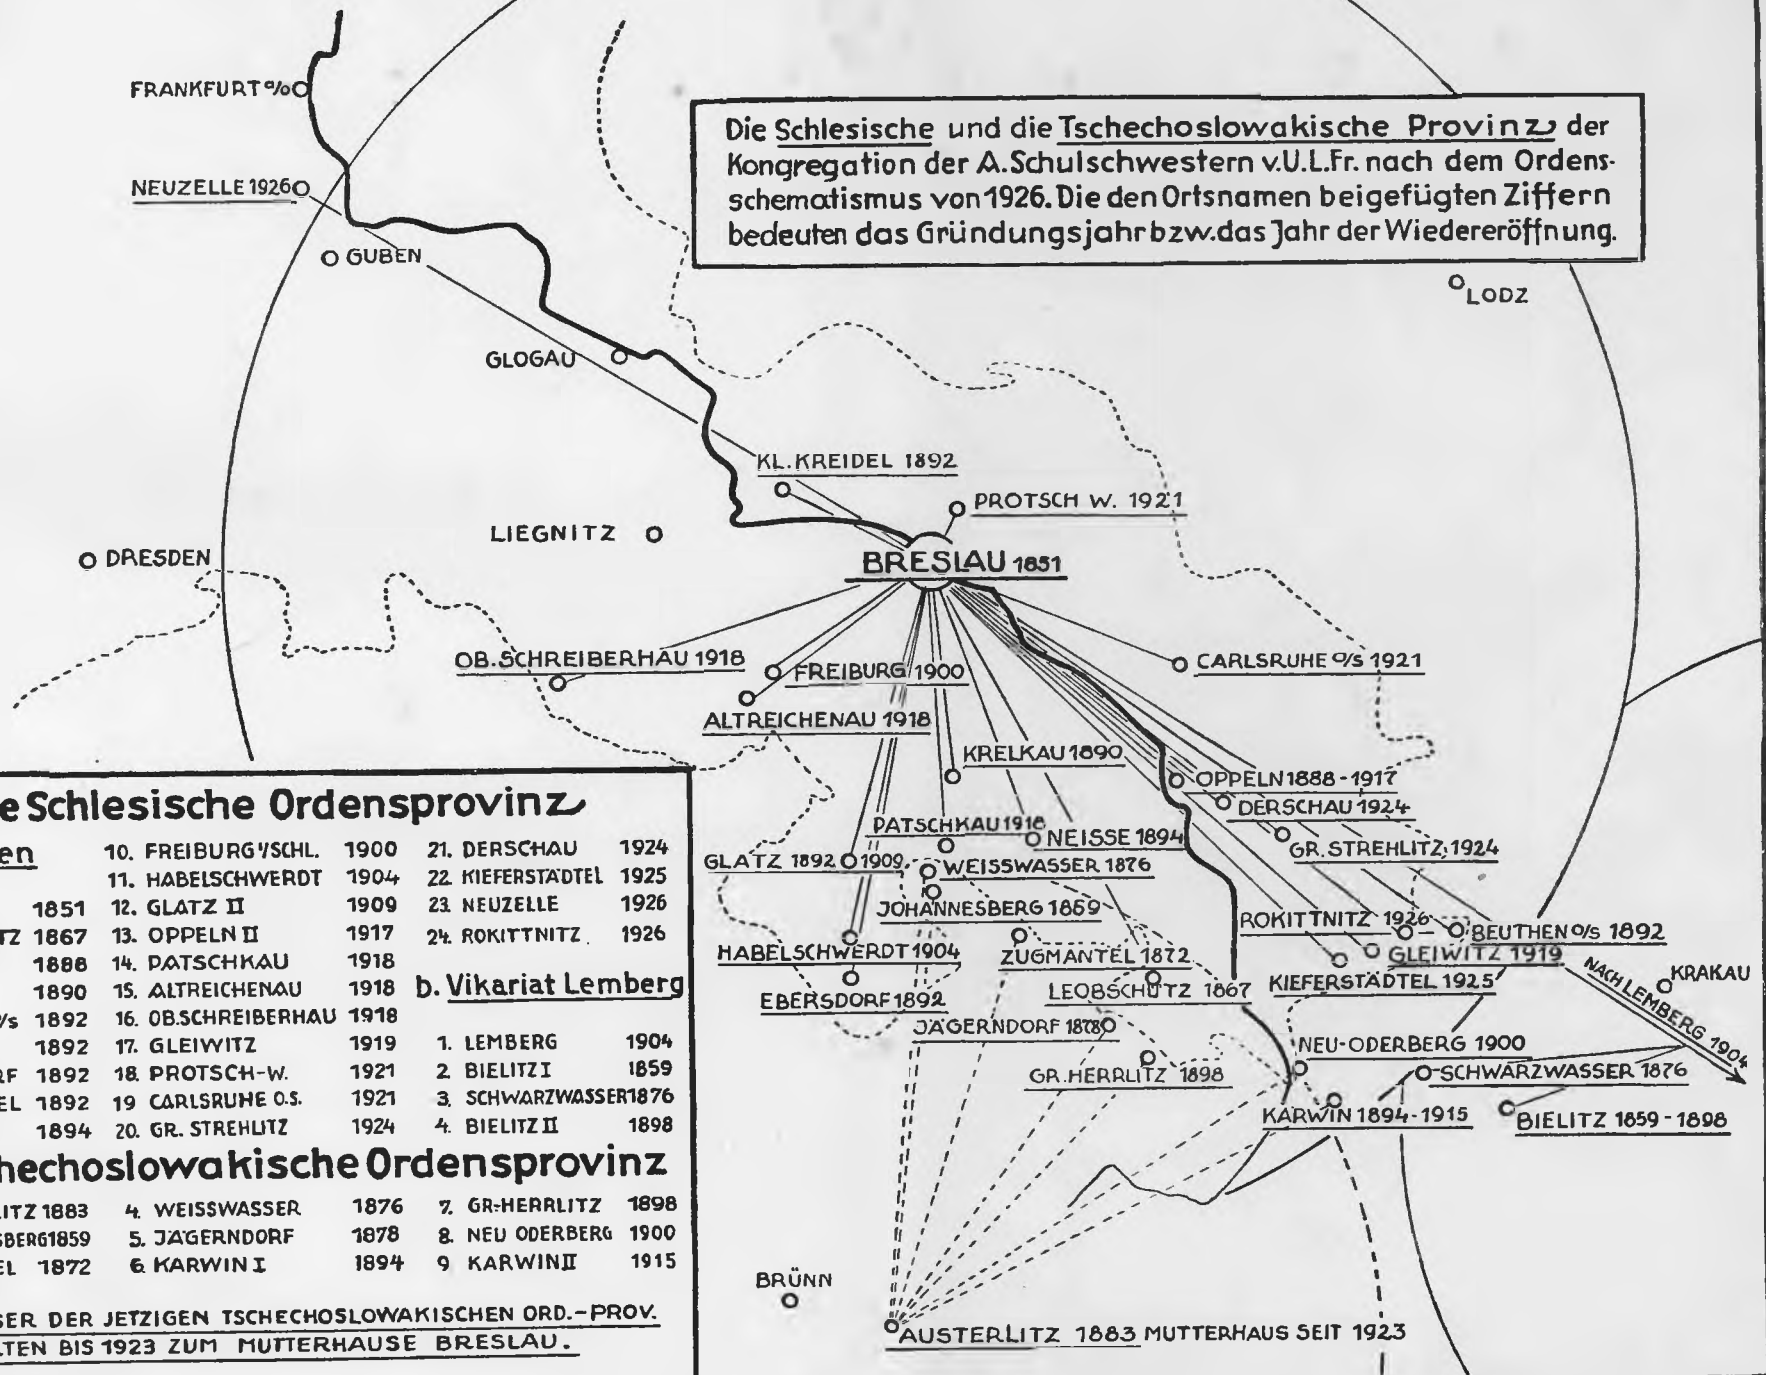 FRANKFURT o/o
Die Schlesische und die Tschechoslowakische Provinz der
Kongregation der A.Schulschwestern v.U.L.Fr. nach dem Ordens-
schematismus von 1926. Die den Ortsnamen beigefügten Ziffern
bedeuten das Gründungsjahr bzw. das Jahr der Wiedereröffnung.
NEUZELLE 1926
GUBEN
LODZ
GLOGAU
KL. KREIDEL 1892
PROTSCH W. 1921
LIEGNITZ
DRESDEN
BRESLAU 1851
OB. SCHREIBERHAU 1918
FREIBURG 1900
CARLSRUHE O/S 1921
ALTREICHENAU 1918
KRELKAU 1890
OPPELN 1888-1917
DERSCHAU 1924
PATSCHKAU 1918
NEISSE 1894
GR. STREHLITZ 1924
GLATZ 1892 1909
WEISSWASSER 1876
JOHANNESBERG 1869
ROKITTNITZ 1926
BEUTHEN O/S 1892
HABELSCHWERDT 1904
ZUGMANTEL 1872
GLEIWITZ 1919
KIEFERSTÄDTEL 1925
NACH LEMBERG 1904
KRAKAU
EBERSDORF 1892
LEOBSCHÜTZ 1867
JÄGERNDORF 1878
NEU-ODERBERG 1900
GR. HERRLITZ 1898
SCHWARZWASSER 1876
KARWIN 1894-1915
BIELITZ 1859-1898
BRÜNN
AUSTERLITZ 1883 MUTTERHAUS SEIT 1923
e Schlesische Ordensprovinz
en 10. FREIBURG I/SCHL. 1900 21. DERSCHAU 1924
11. HABELSCHWERDT 1904 22 KIEFERSTÄDTEL 1925
1851 12. GLATZ II 1909 23. NEUZELLE 1926
TZ 1867 13. OPPELN II 1917 24. ROKITTNITZ 1926
1888 14. PATSCHKAU 1918
1890 15. ALTREICHENAU 1918 b. Vikariat Lemberg
/s 1892 16. OB.SCHREIBERHAU 1918
1892 17. GLEIWITZ 1919 1. LEMBERG 1904
RF 1892 18. PROTSCH-W. 1921 2 BIELITZ I 1859
EL 1892 19 CARLSRUHE O.S. 1921 3. SCHWARZWASSER 1876
1894 20. GR. STREHLITZ 1924 4. BIELITZ II 1898
hechoslowakische Ordensprovinz
LITZ 1883 4. WEISSWASSER 1876 7. GR-HERRLITZ 1898
SBERG 1859 5. JÄGERNDORF 1878 8. NEU ODERBERG 1900
EL 1872 6 KARWIN I 1894 9 KARWIN II 1915
SER DER JETZIGEN TSCHECHOSLOWAKISCHEN ORD.-PROV.
LTEN BIS 1923 ZUM MUTTERHAUSE BRESLAU.